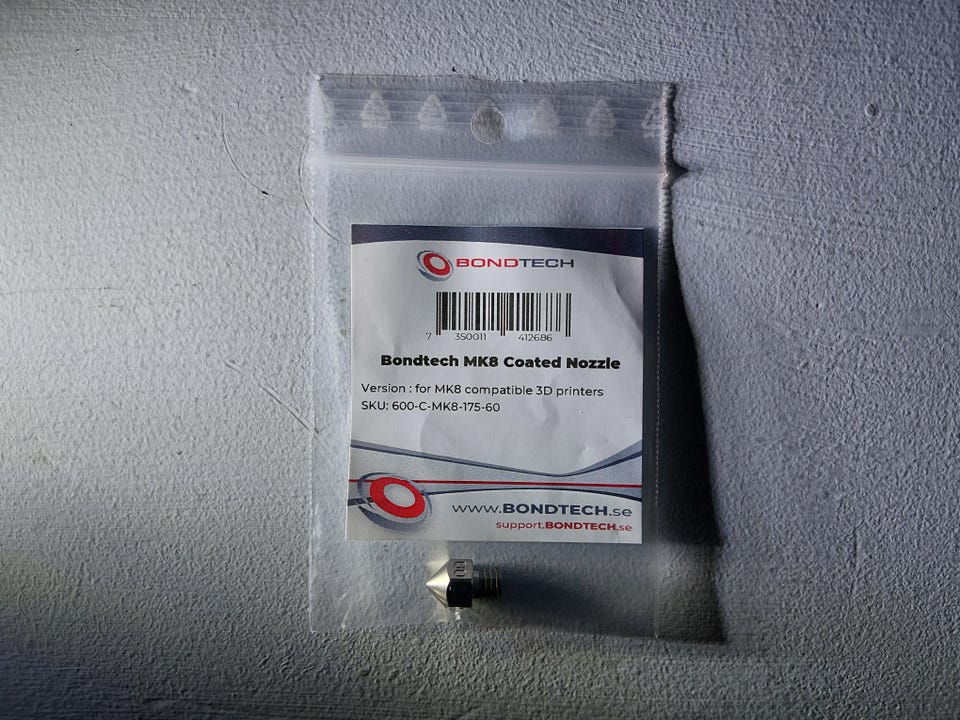 BONDTECH
7 350011 412686
Bondtech MK8 Coated Nozzle
Version : for MK8 compatible 3D printers
SKU: 600-C-MK8-175-60
www.BONDTECH.se
support.BONDTECH.se